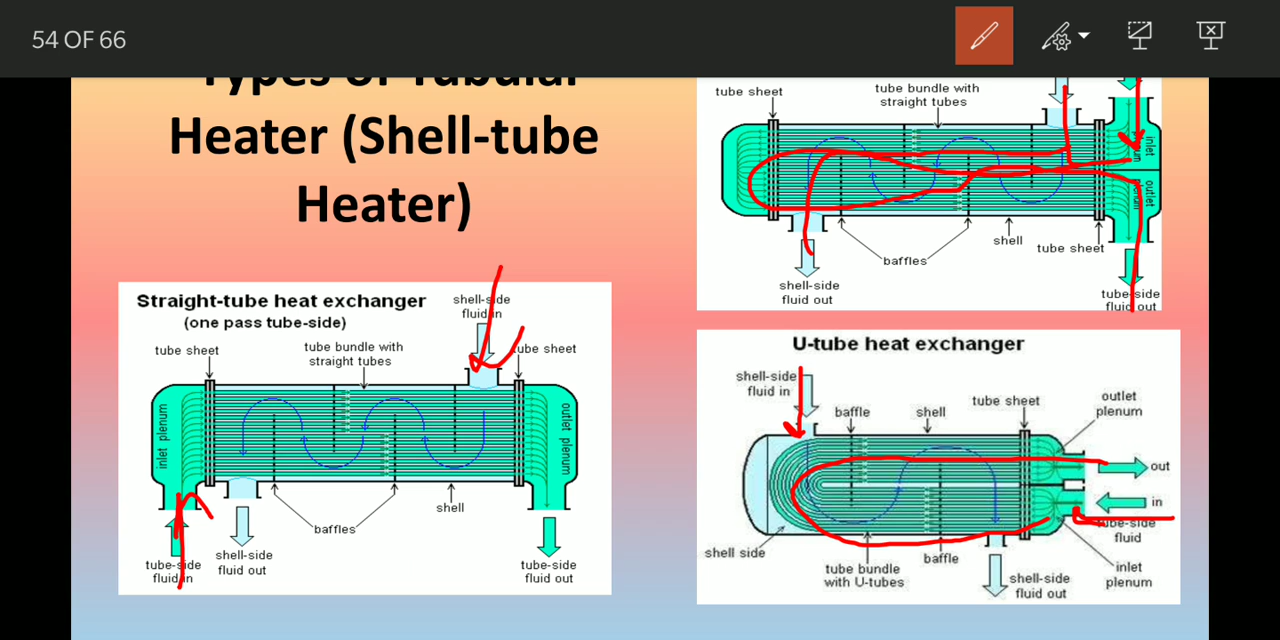 54 OF 66
Types of Tubular
Heater (Shell-tube
Heater)
tube sheet
tube bundle with
straight tubes
inlet
plenum
outlet
plenum
baffles
shell
tube sheet
shell-side
fluid out
tube-side
fluid out
Straight-tube heat exchanger
(one pass tube-side)
shell-side
fluid in
tube sheet
tube bundle with
straight tubes
tube sheet
inlet plenum
outlet plenum
baffles
shell
tube-side
fluid in
shell-side
fluid out
tube-side
fluid out
U-tube heat exchanger
shell-side
fluid in
baffle
shell
tube sheet
outlet
plenum
out
in
tube-side
fluid
shell side
tube bundle
with U-tubes
baffle
inlet
plenum
shell-side
fluid out